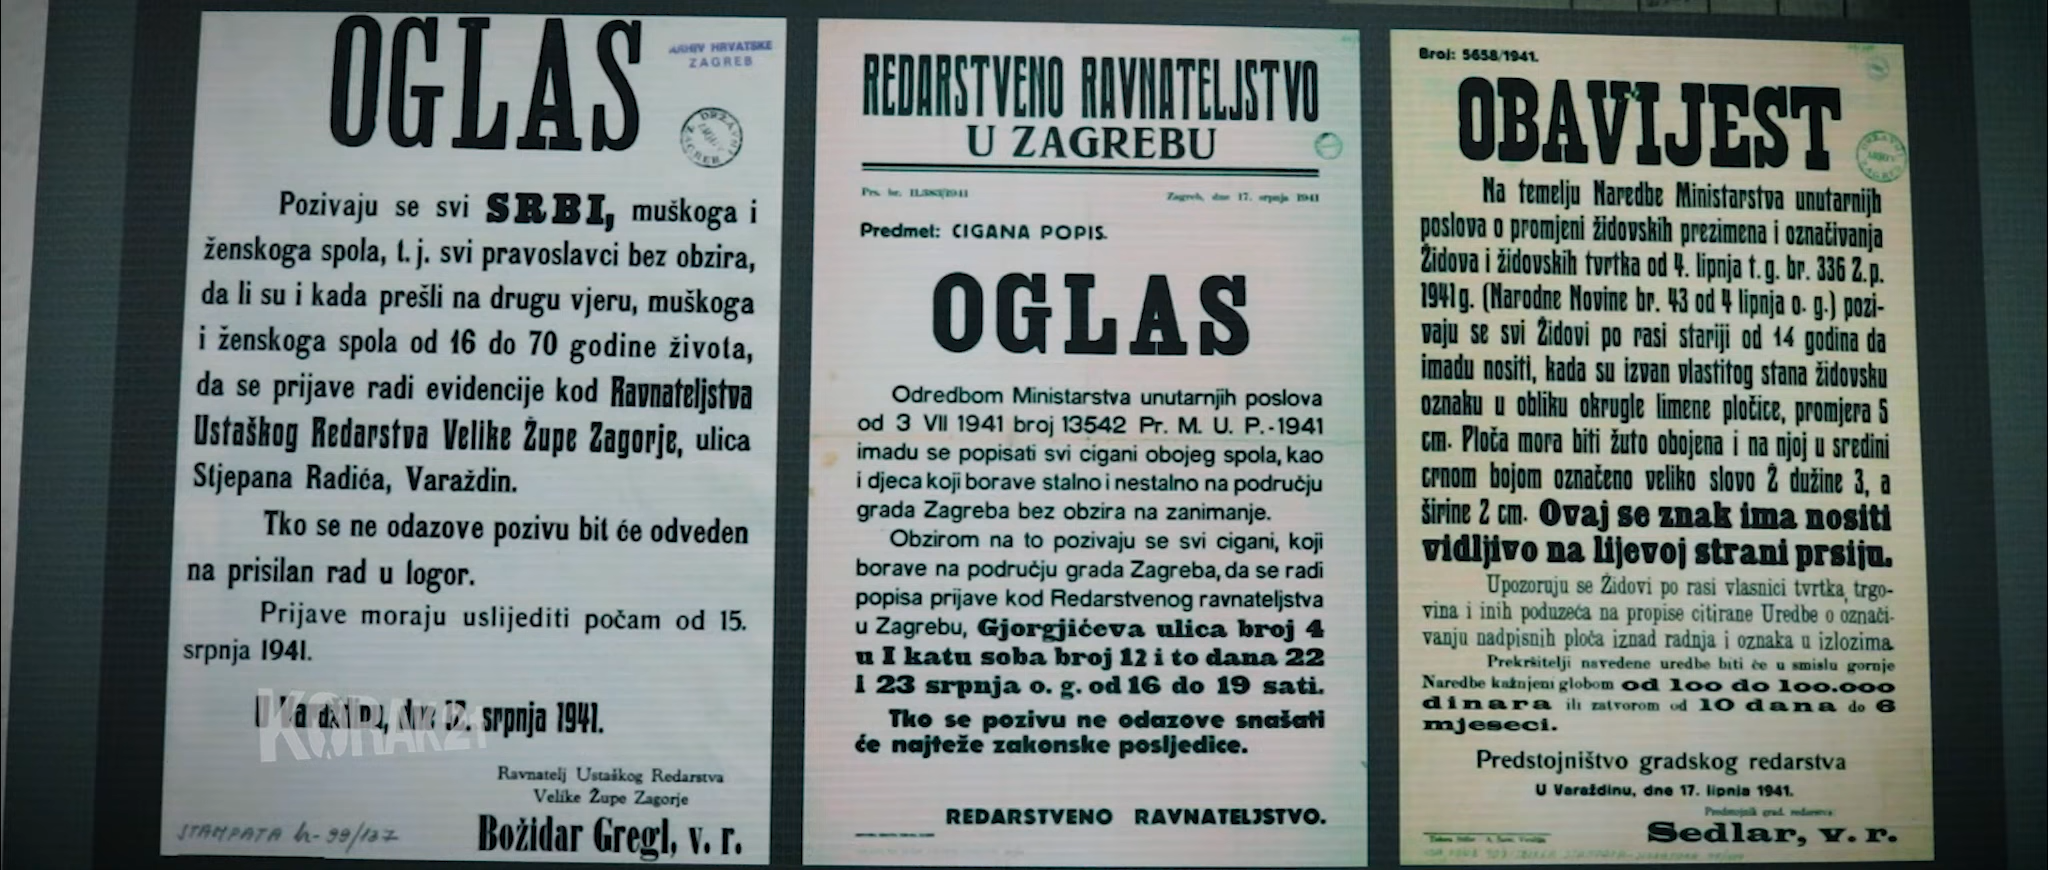 OGLAS
ARHIV HRVATSKE
ZAGREB
Pozivaju se svi SRBI, muškoga i
ženskoga spola, t. j. svi pravoslavci bez obzira,
da li su i kada prešli na drugu vjeru, muškoga
i ženskoga spola od 16 do 70 godine života,
da se prijave radi evidencije kod Ravnateljstva
Ustaškog Redarstva Velike Župe Zagorje, ulica
Stjepana Radića, Varaždin.
Tko se ne odazove pozivu bit će odveden
na prisilan rad u logor.
Prijave moraju uslijediti počam od 15.
srpnja 1941.
U Varaždinu, dne 12. srpnja 1941.
KORAK21
Ravnatelj Ustaškog Redarstva
Velike Župe Zagorje
Božidar Gregl, v. r.
STAMPATA h-99/137
REDARSTVENO RAVNATELJSTVO
U ZAGREBU
Prs. br. II.583/1941
Zagreb, dne 17. srpnja 1941
Predmet: CIGANA POPIS.
OGLAS
Odredbom Ministarstva unutarnjih poslova
od 3 VII 1941 broj 13542 Pr. M. U. P.-1941
imadu se popisati svi cigani obojeg spola, kao
i djeca koji borave stalno i nestalno na području
grada Zagreba bez obzira na zanimanje.
Obzirom na to pozivaju se svi cigani, koji
borave na području grada Zagreba, da se radi
popisa prijave kod Redarstvenog ravnateljstva
u Zagrebu, Gjorgjićeva ulica broj 4
u I katu soba broj 12 i to dana 22
i 23 srpnja o. g. od 16 do 19 sati.
Tko se pozivu ne odazove snašati
će najteže zakonske posljedice.
REDARSTVENO RAVNATELJSTVO.
Broj: 5658/1941.
OBAVIJEST
Na temelju Naredbe Ministarstva unutarnjih
poslova o promjeni židovskih prezimena i označivanja
Židova i židovskih tvrtka od 4. lipnja t. g. br. 336 Z. p.
1941 g. (Narodne Novine br. 43 od 4 lipnja o. g.) pozi-
vaju se svi Židovi po rasi stariji od 14 godina da
imadu nositi, kada su izvan vlastitog stana židovsku
oznaku u obliku okrugle limene pločice, promjera 5
cm. Ploča mora biti žuto obojena i na njoj u sredini
crnom bojom označeno veliko slovo Ž dužine 3, a
širine 2 cm. Ovaj se znak ima nositi
vidljivo na lijevoj strani prsiju.
Upozoruju se Židovi po rasi vlasnici tvrtka, trgo-
vina i inih poduzeća na propise citirane Uredbe o označi-
vanju nadpisnih ploča iznad radnja i oznaka u izlozima.
Prekršitelji navedene uredbe biti će u smislu gornje
Naredbe kažnjeni globom od 100 do 100.000
dinara ili zatvorom od 10 dana do 6
mjeseci.
Predstojništvo gradskog redarstva
U Varaždinu, dne 17. lipnja 1941.
Predstojnik grad. redarstva:
Sedlar, v. r.